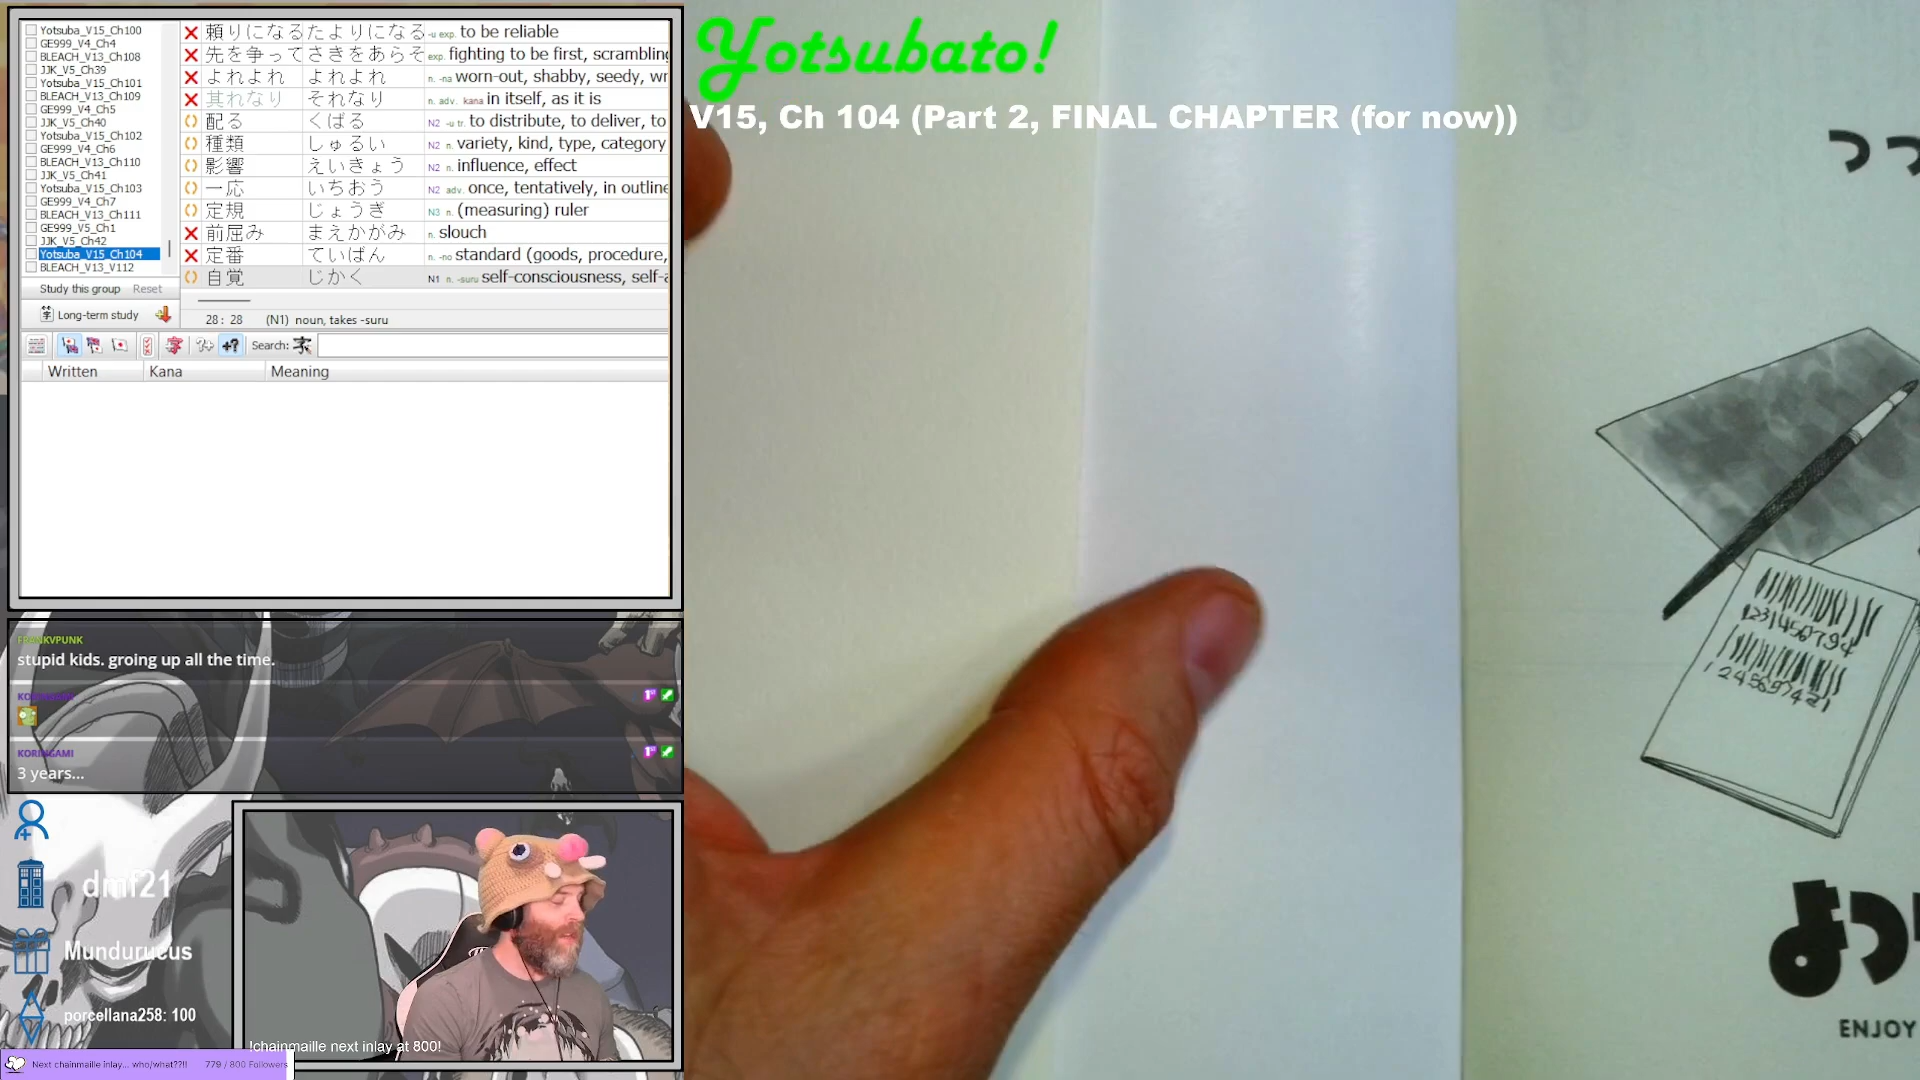 Yotsuba_V15_Ch100
GE999_V4_Ch4
BLEACH_V13_Ch108
JJK_V5_Ch39
Yotsuba_V15_Ch101
BLEACH_V13_Ch109
GE999_V4_Ch5
JJK_V5_Ch40
Yotsuba_V15_Ch102
GE999_V4_Ch6
BLEACH_V13_Ch110
JJK_V5_Ch41
Yotsuba_V15_Ch103
GE999_V4_Ch7
BLEACH_V13_Ch111
GE999_V5_Ch1
JJK_V5_Ch42
Yotsuba_V15_Ch104
BLEACH_V13_V112
Study this group Reset
Long-term study
頼りになる たよりになる -u exp. to be reliable
先を争って さきをあらそ exp. fighting to be first, scrambling
よれよれ よれよれ n. -na worn-out, shabby, seedy, wr
其れなり それなり n. adv. kana in itself, as it is
配る くばる N2 -u tr. to distribute, to deliver, to
種類 しゅるい N2 n. variety, kind, type, category
影響 えいきょう N2 n. influence, effect
一応 いちおう N2 adv. once, tentatively, in outline
定規 じょうぎ N3 n. (measuring) ruler
前屈み まえかがみ n. slouch
定番 ていばん n. -no standard (goods, procedure,
自覚 じかく N1 n. -suru self-consciousness, self-a
28: 28 (N1) noun, takes -suru
Search:
Written Kana Meaning
FRANKVPUNK
stupid kids. groing up all the time.
KORINGAMI
3 years...
dmf21
Mundurucus
porcellana258: 100
!chainmaille next inlay at 800!
Next chainmaille inlay... who/what??!! 779 / 800 Followers
Yotsubato!
V15, Ch 104 (Part 2, FINAL CHAPTER (for now))
つづ
よつ
ENJOY